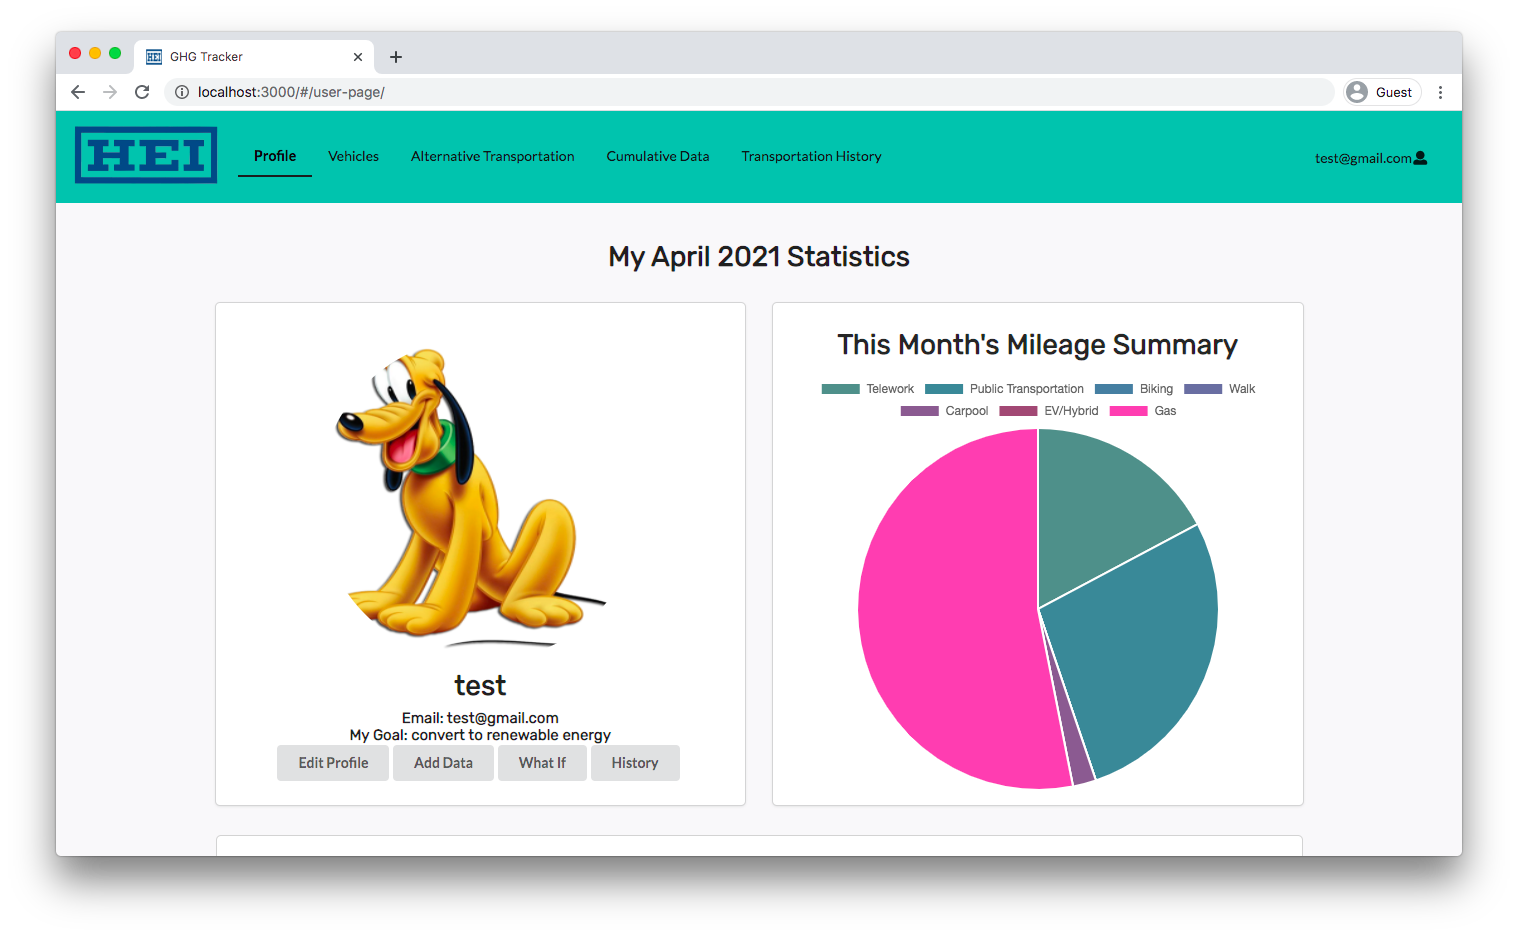 HEI GHG Tracker
localhost:3000/#/user-page/
Guest
HEI Profile Vehicles Alternative Transportation Cumulative Data Transportation History test@gmail.com
My April 2021 Statistics
test
Email: test@gmail.com
My Goal: convert to renewable energy
Edit Profile Add Data What If History
This Month's Mileage Summary
Telework Public Transportation Biking Walk
Carpool EV/Hybrid Gas